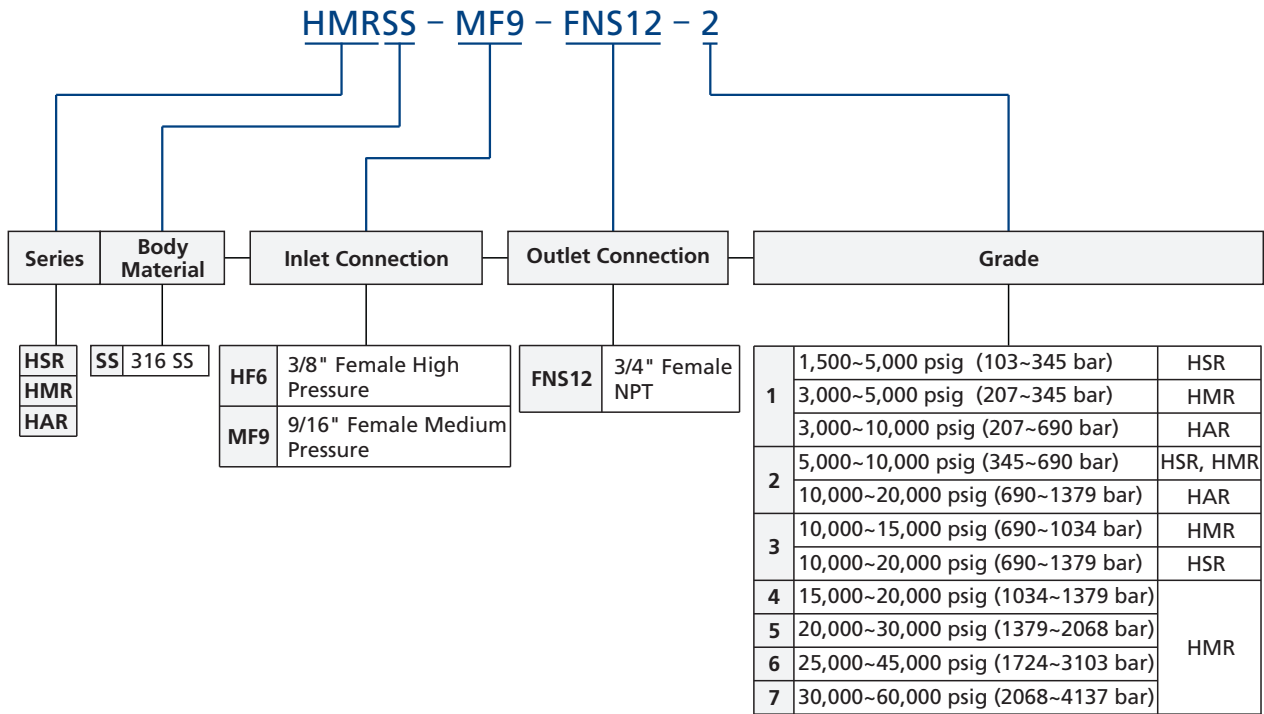 HMRSS – MF9 – FNS12 – 2
Series
Body
Material
Inlet Connection
Outlet Connection
Grade
HSR
HMR
HAR
SS 316 SS
HF6 3/8" Female High
Pressure
MF9 9/16" Female Medium
Pressure
FNS12 3/4" Female
NPT
1 1,500~5,000 psig (103~345 bar) HSR
3,000~5,000 psig (207~345 bar) HMR
3,000~10,000 psig (207~690 bar) HAR
2 5,000~10,000 psig (345~690 bar) HSR, HMR
10,000~20,000 psig (690~1379 bar) HAR
3 10,000~15,000 psig (690~1034 bar) HMR
10,000~20,000 psig (690~1379 bar) HSR
4 15,000~20,000 psig (1034~1379 bar)
5 20,000~30,000 psig (1379~2068 bar)
6 25,000~45,000 psig (1724~3103 bar)
7 30,000~60,000 psig (2068~4137 bar)
HMR